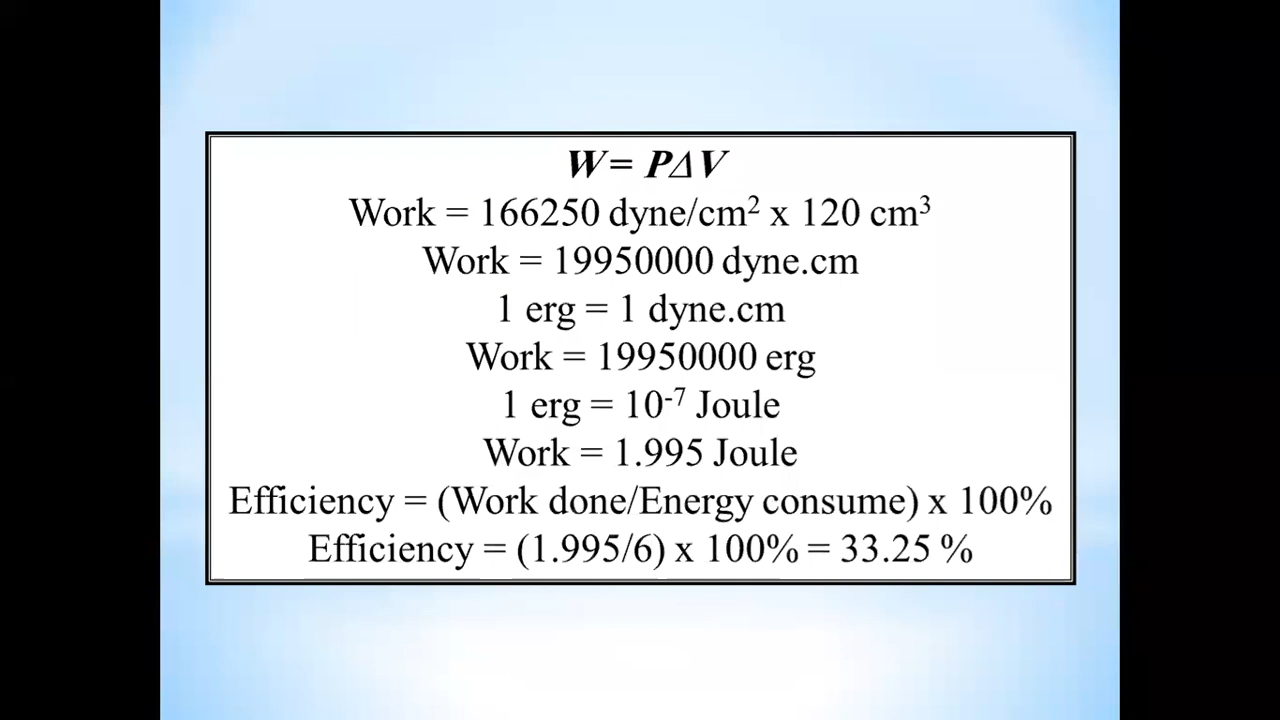 W= PΔV
Work = 166250 dyne/cm² x 120 cm³
Work = 19950000 dyne.cm
1 erg = 1 dyne.cm
Work = 19950000 erg
1 erg = 10⁻⁷ Joule
Work = 1.995 Joule
Efficiency = (Work done/Energy consume) x 100%
Efficiency = (1.995/6) x 100% = 33.25 %